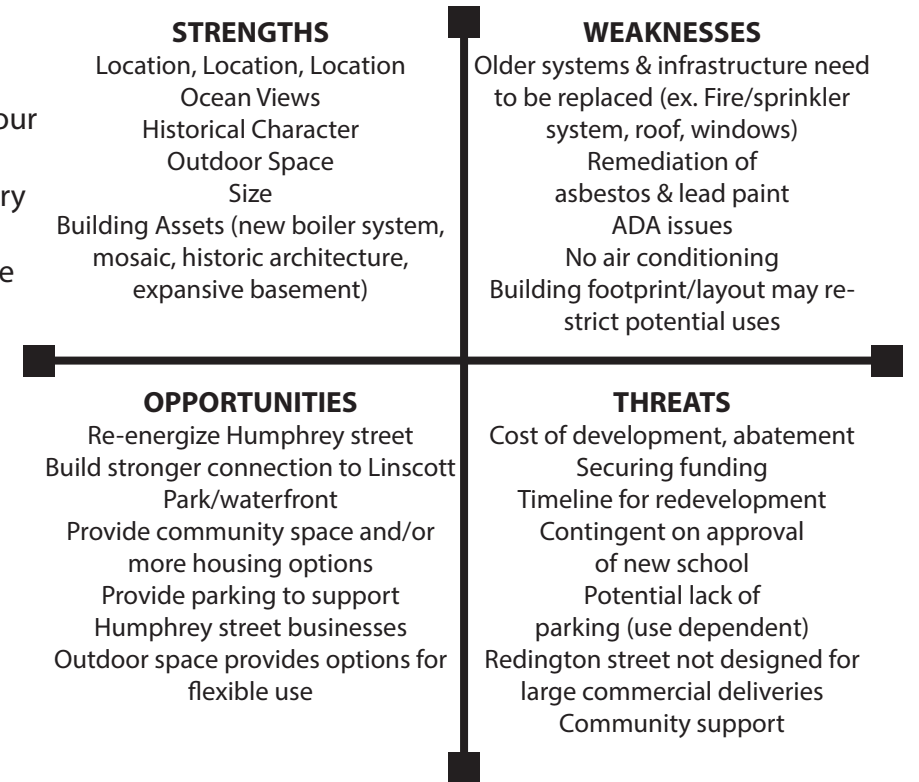 our
ry
e
STRENGTHS
Location, Location, Location
Ocean Views
Historical Character
Outdoor Space
Size
Building Assets (new boiler system,
mosaic, historic architecture,
expansive basement)
WEAKNESSES
Older systems & infrastructure need
to be replaced (ex. Fire/sprinkler
system, roof, windows)
Remediation of
asbestos & lead paint
ADA issues
No air conditioning
Building footprint/layout may re-
strict potential uses
OPPORTUNITIES
Re-energize Humphrey street
Build stronger connection to Linscott
Park/waterfront
Provide community space and/or
more housing options
Provide parking to support
Humphrey street businesses
Outdoor space provides options for
flexible use
THREATS
Cost of development, abatement
Securing funding
Timeline for redevelopment
Contingent on approval
of new school
Potential lack of
parking (use dependent)
Redington street not designed for
large commercial deliveries
Community support